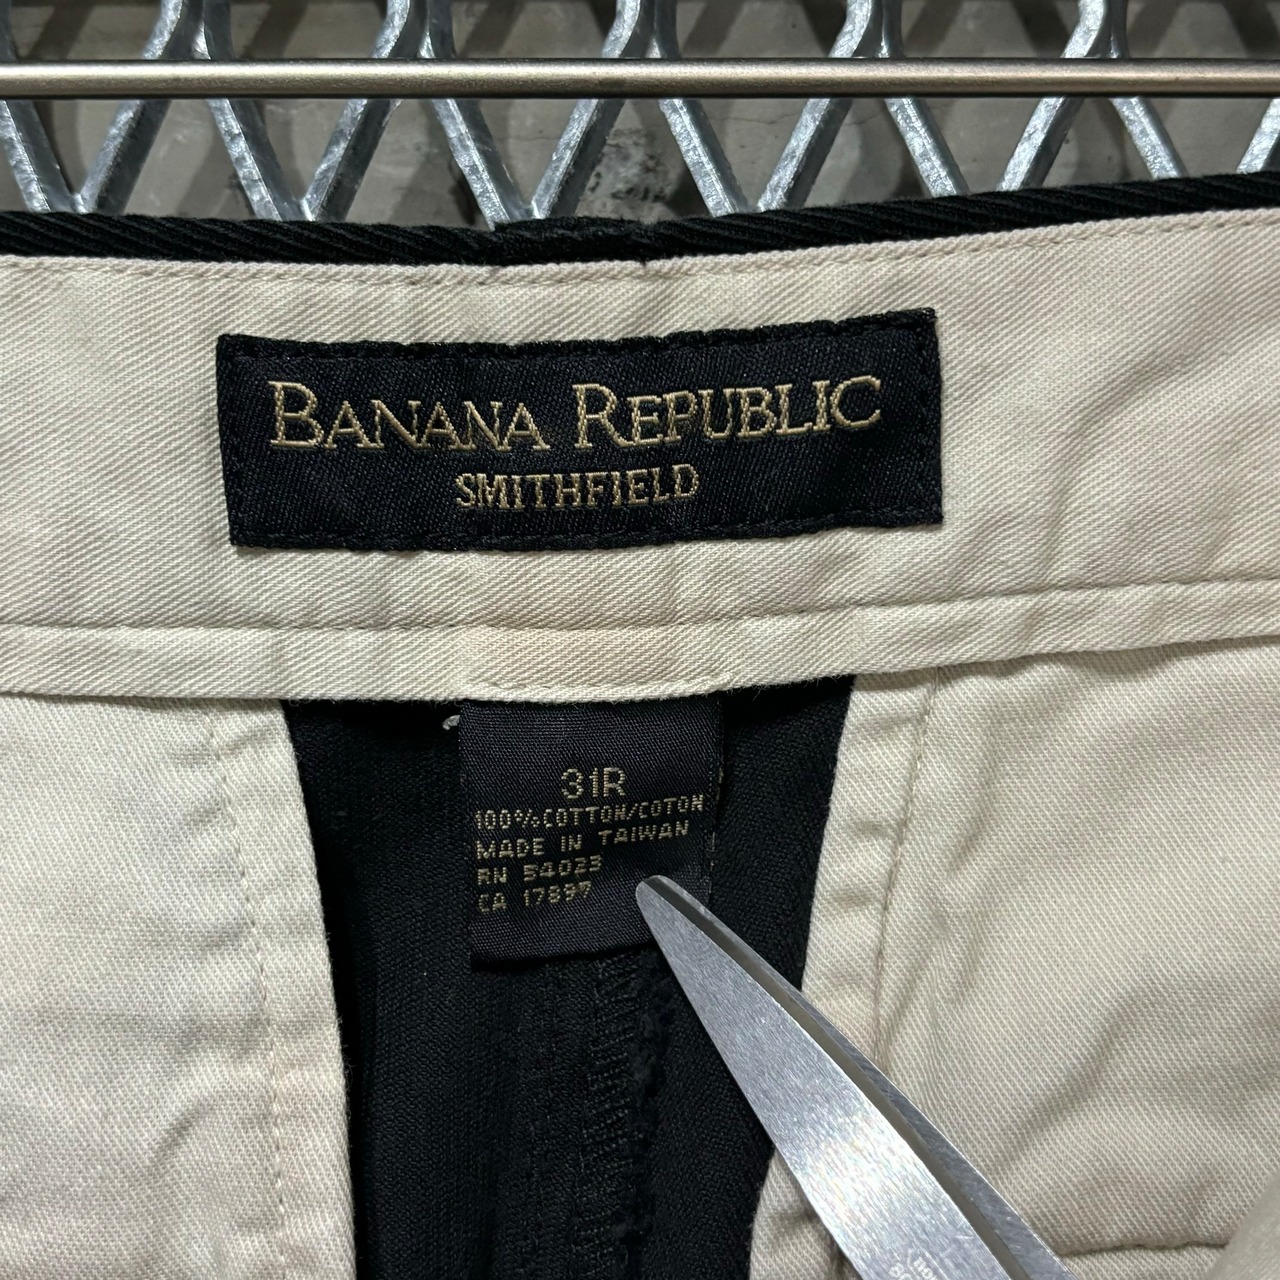 BANANA REPUBLIC
SMITHFIELD
31R
100% COTTON/COTON
MADE IN TAIWAN
RN 54023
CA 17897